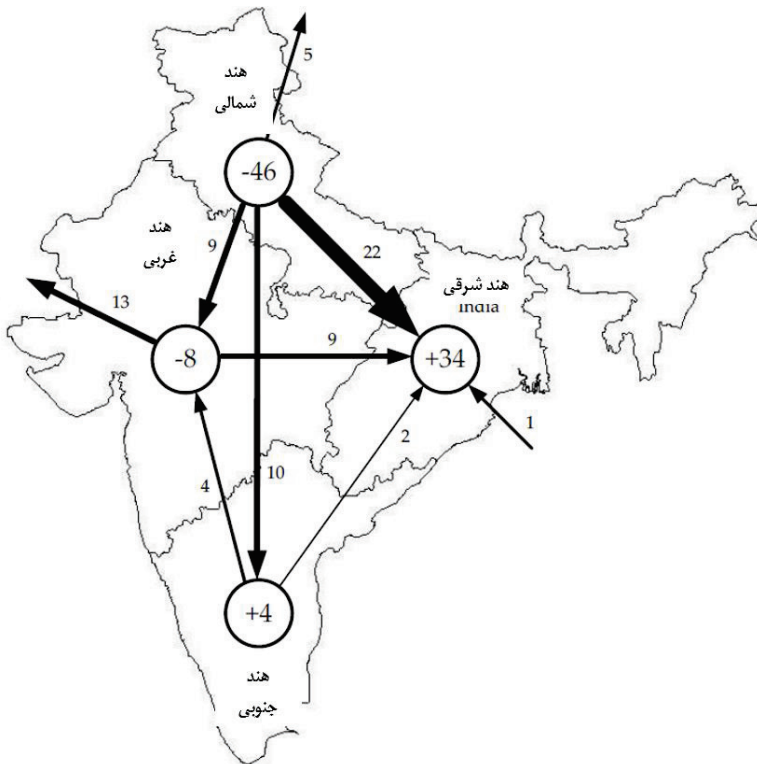 5
هند
شمالی
-46
هند
غربی
9
22
هند شرقی
India
13
-8
9
+34
2
1
4
10
+4
هند
جنوبی